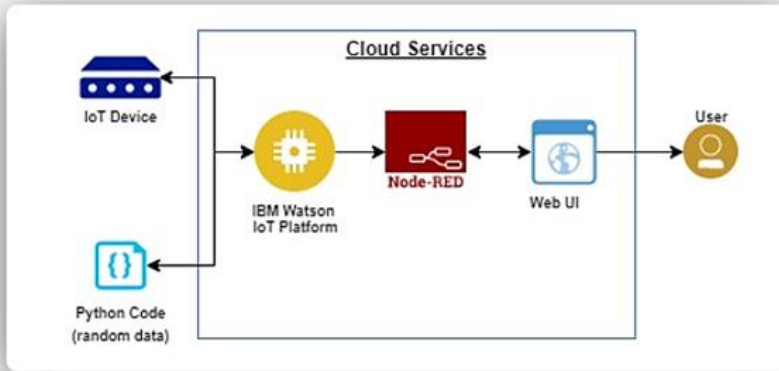 Cloud Services
IoT Device
User
Node-RED
IBM Watson
IoT Platform
Web UI
{}
Python Code
(random data)